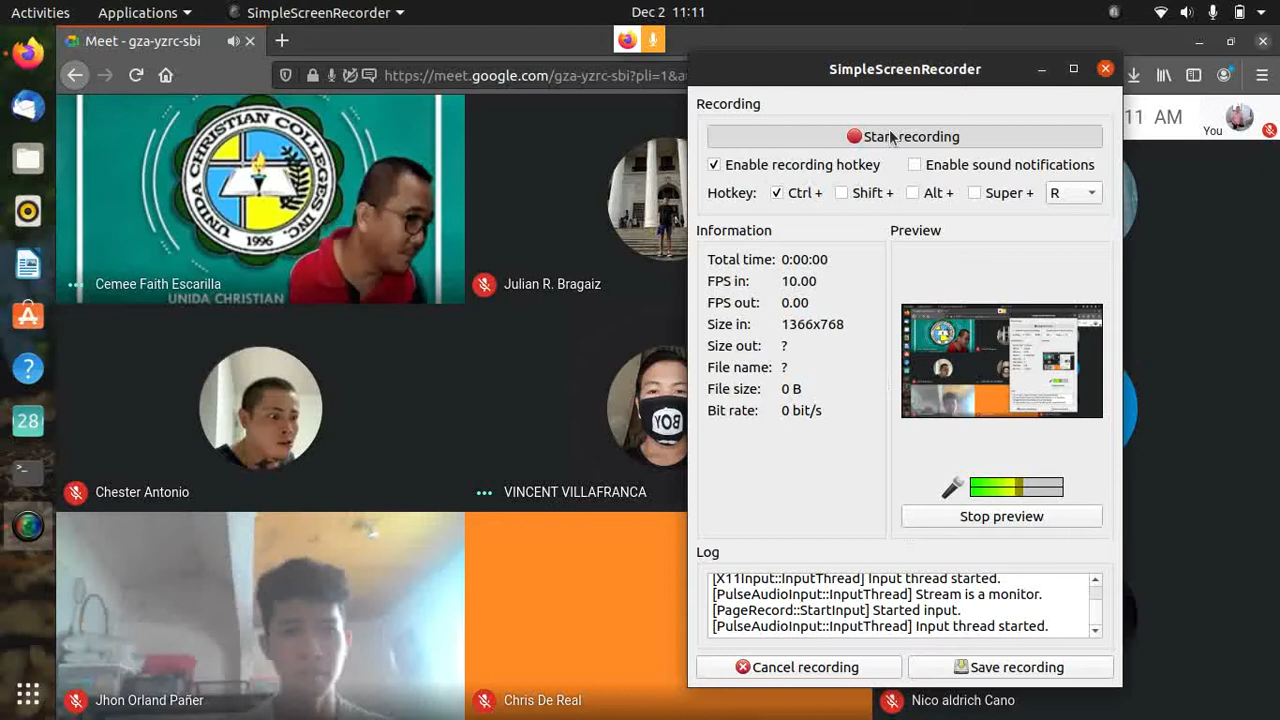 Activities
Applications
SimpleScreenRecorder
Dec 2 11:11
Meet - gza-yzrc-sbi
https://meet.google.com/gza-yzrc-sbi?pli=1&a
SimpleScreenRecorder
Recording
Start recording
Enable recording hotkey
Enable sound notifications
Hotkey:
Ctrl +
Shift +
Alt +
Super +
R
Information
Total time: 0:00:00
FPS in: 10.00
FPS out: 0.00
Size in: 1366x768
Size out: ?
File name: ?
File size: 0 B
Bit rate: 0 bit/s
Preview
Stop preview
Log
[X11Input::InputThread] Input thread started.
[PulseAudioInput::InputThread] Stream is a monitor.
[PageRecord::StartInput] Started input.
[PulseAudioInput::InputThread] Input thread started.
Cancel recording
Save recording
11 AM
You
UNIDA CHRISTIAN COLLEGES INC.
1996
UNIDA CHRISTIAN
Cemee Faith Escarilla
Julian R. Bragaiz
Chester Antonio
BOY
VINCENT VILLAFRANCA
Jhon Orland Pañer
Chris De Real
Nico aldrich Cano
28